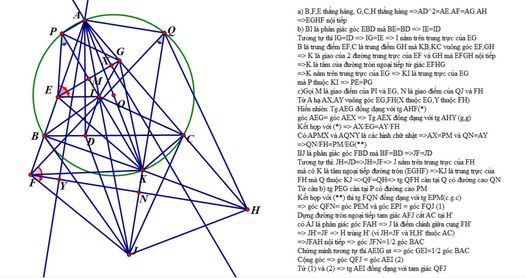 a) B,F,E thẳng hàng, G,C,H thẳng hàng =>AD^2=AE.AF=AG.AH
=>EGHF nội tiếp
b) BI là phân giác góc EBD mà BE=BD => IE=ID
Tương tự thì IG=ID => IG=IE => I nằm trên trung trực của EG
B là trung điểm EF,C là trung điểm GH mà KB,KC vuông góc EF,GH
=> K là giao của 2 đường trung trực của EF và GH mà EFGH nội tiếp
=>K là tâm của đường tròn ngoại tiếp tứ giác EFHG
=>K nằm trên trung trực của EG => KI là trung trực của EG
mà P thuộc KI => PE=PG
c)Gọi M là giao điểm của PI và EG, N là giao điểm của QJ và FH
Từ A hạ AX,AY vuông góc EG,FH(X thuộc EG,Y thuộc FH)
Hiển nhiên: Tg AEG đồng dạng với tg AHF(*)
góc AEG= góc AEX => Tg AEX đồng dạng với tg AHY (g,g)
Kết hợp với (*) => AX/EG=AY/FH
Có:APMX và AQNY là các hình chữ nhật =>AX=PM và QN=AY
=>QN/FH=PM/EG(**)
BJ là phân giác góc FBD mà BF=BD =>JF=JD
Tương tự thì: JH=JD=>JH=JF=> J nằm trên trung trực của FH
mà có K là tâm ngoại tiếp đường tròn (EGHF) =>KJ là trung trực của
FH mà Q thuộc KJ =>QF=QH=> tg QFH cân tại Q có đường cao QN
Từ câu b) tg PEG cân tại P có đường cao PM
Kết hợp với (**) thì tg FQN đồng dạng với tg EPM(c.g.c)
=> góc QFN= góc PEM và góc EPI = góc FQJ (1)
Dựng đường tròn ngoại tiếp tam giác AFJ cắt AC tại H'
có AJ là phân giác góc FAH => J là điểm chính giữa cung FH'
=> JH'=JF => H trùng H' (vì JH=JF và H,H' thuộc AC)
=>JFAH nội tiếp => góc JFN=1/2 góc BAC
Chứng minh tương tự thì AEIG nt => góc GEI=1/2 góc BAC
Cộng góc => góc QFJ = góc AEI (2)
Từ (1) và (2) => tg AEI đồng dạng với tam giác QFJ
A
P
Q
X
G
M
E
I
O
B
D
C
F
Y
K
N
H
J